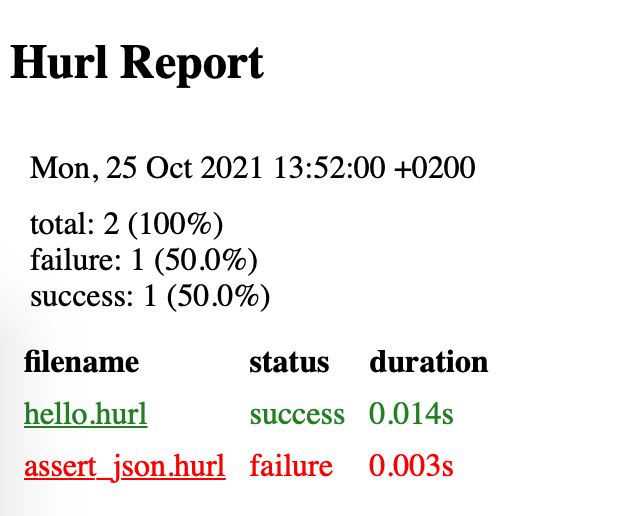 Hurl Report
Mon, 25 Oct 2021 13:52:00 +0200
total: 2 (100%)
failure: 1 (50.0%)
success: 1 (50.0%)
filename status duration
hello.hurl success 0.014s
assert_json.hurl failure 0.003s